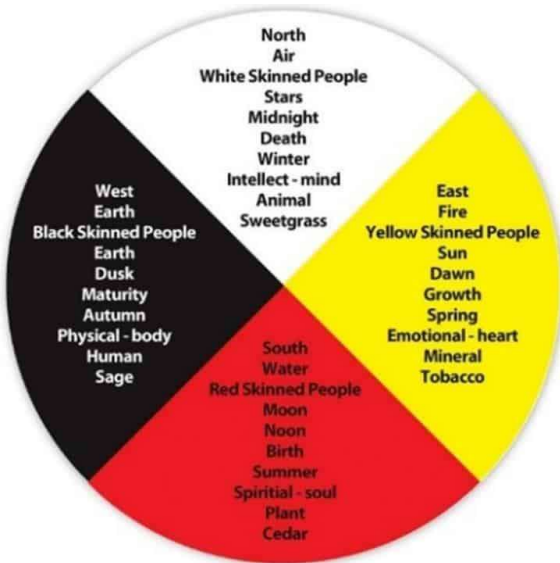 North
Air
White Skinned People
Stars
Midnight
Death
Winter
Intellect - mind
Animal
Sweetgrass
West
Earth
Black Skinned People
Earth
Dusk
Maturity
Autumn
Physical - body
Human
Sage
East
Fire
Yellow Skinned People
Sun
Dawn
Growth
Spring
Emotional - heart
Mineral
Tobacco
South
Water
Red Skinned People
Moon
Noon
Birth
Summer
Spiritial - soul
Plant
Cedar